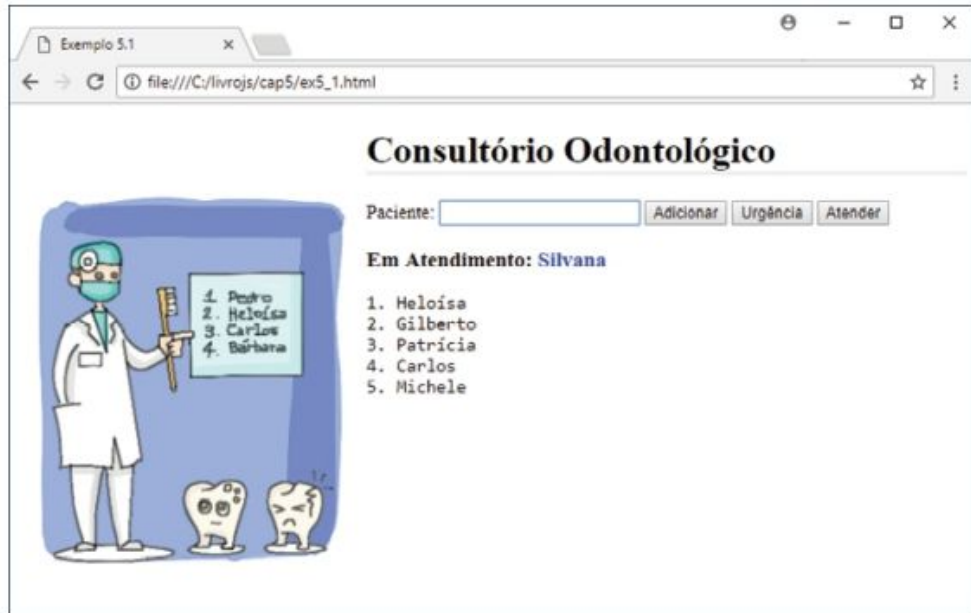 Exemplo 5.1
file:///C:/livrojs/cap5/ex5_1.html
Consultório Odontológico
Paciente: Adicionar Urgência Atender
Em Atendimento: Silvana
1. Heloísa
2. Gilberto
3. Patrícia
4. Carlos
5. Michele
1. Pedro
2. Heloísa
3. Carlos
4. Bárbara